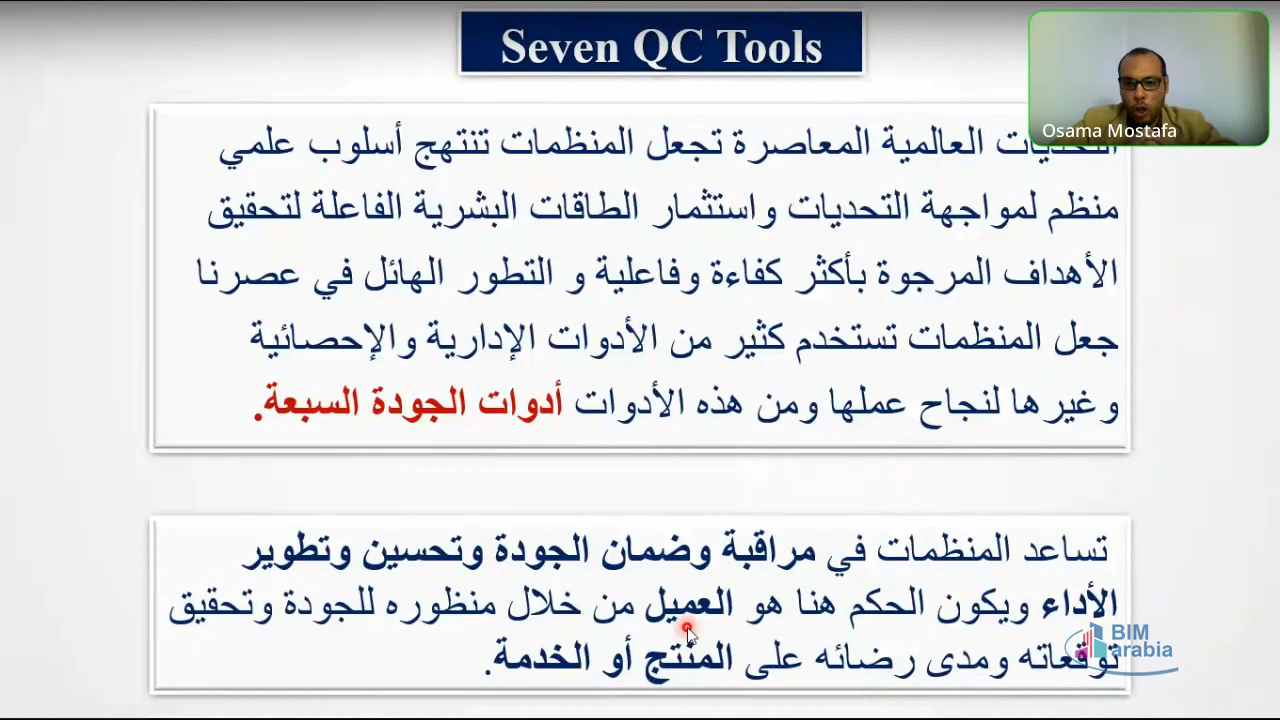 Seven QC Tools
Osama Mostafa
العالمية المعاصرة تجعل المنظمات تنتهج أسلوب علمي
منظم لمواجهة التحديات واستثمار الطاقات البشرية الفاعلة لتحقيق
الأهداف المرجوة بأكثر كفاءة وفاعلية و التطور الهائل في عصرنا
جعل المنظمات تستخدم كثير من الأدوات الإدارية والإحصائية
وغيرها لنجاح عملها ومن هذه الأدوات أدوات الجودة السبعة.
تساعد المنظمات في مراقبة وضمان الجودة وتحسين وتطوير
الأداء ويكون الحكم هنا هو العميل من خلال منظوره للجودة وتحقيق
توقعاته ومدى رضائه على المنتج أو الخدمة.
BIM
arabia